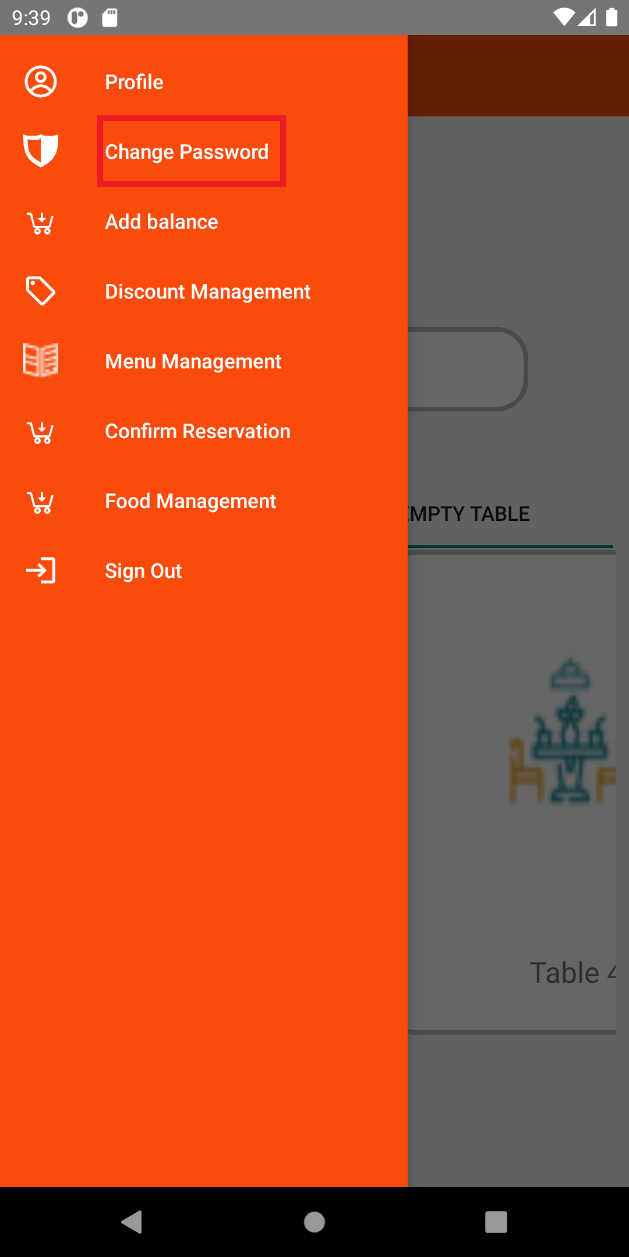 9:39
Profile
Change Password
Add balance
Discount Management
Menu Management
Confirm Reservation
Food Management
Sign Out
MPTY TABLE
Table